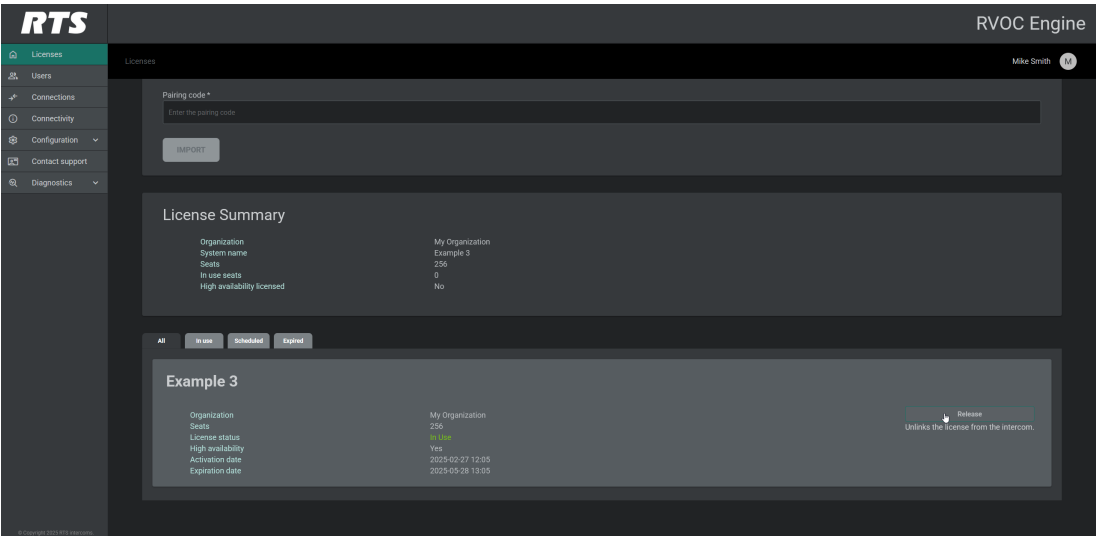 RTS
RVOC Engine
Licenses
Users
Connections
Connectivity
Configuration
Contact support
Diagnostics
Licenses
Mike Smith M
Pairing code *
Enter the pairing code
IMPORT
License Summary
Organization My Organization
System name Example 3
Seats 256
In use seats 0
High availability licensed No
All In use Scheduled Expired
Example 3
Organization My Organization
Seats 256
License status In Use
High availability Yes
Activation date 2025-02-27 12:05
Expiration date 2025-05-28 13:05
Release
Unlinks the license from the intercom.
© Copyright 2025 RTS Intercoms